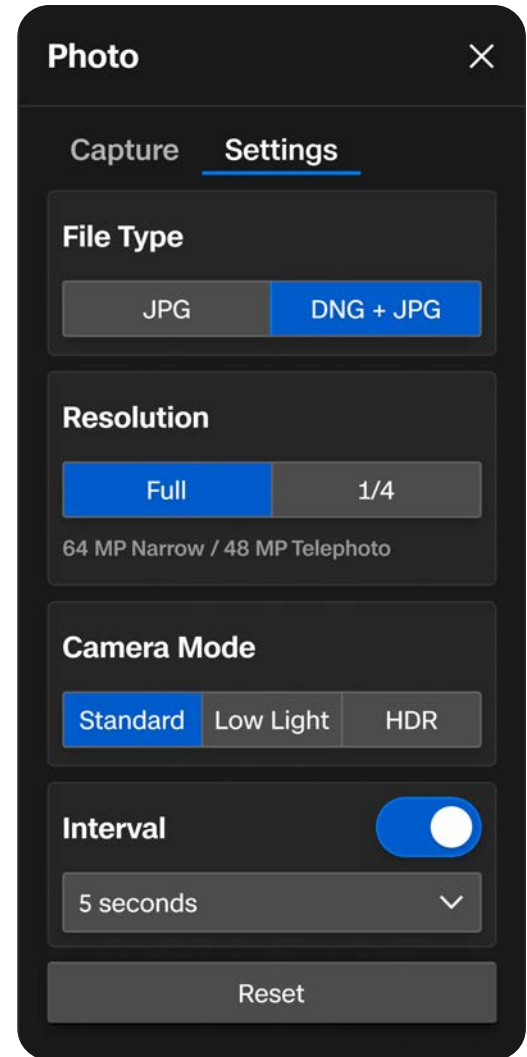 Photo
Capture Settings
File Type
JPG DNG + JPG
Resolution
Full 1/4
64 MP Narrow / 48 MP Telephoto
Camera Mode
Standard Low Light HDR
Interval
5 seconds
Reset